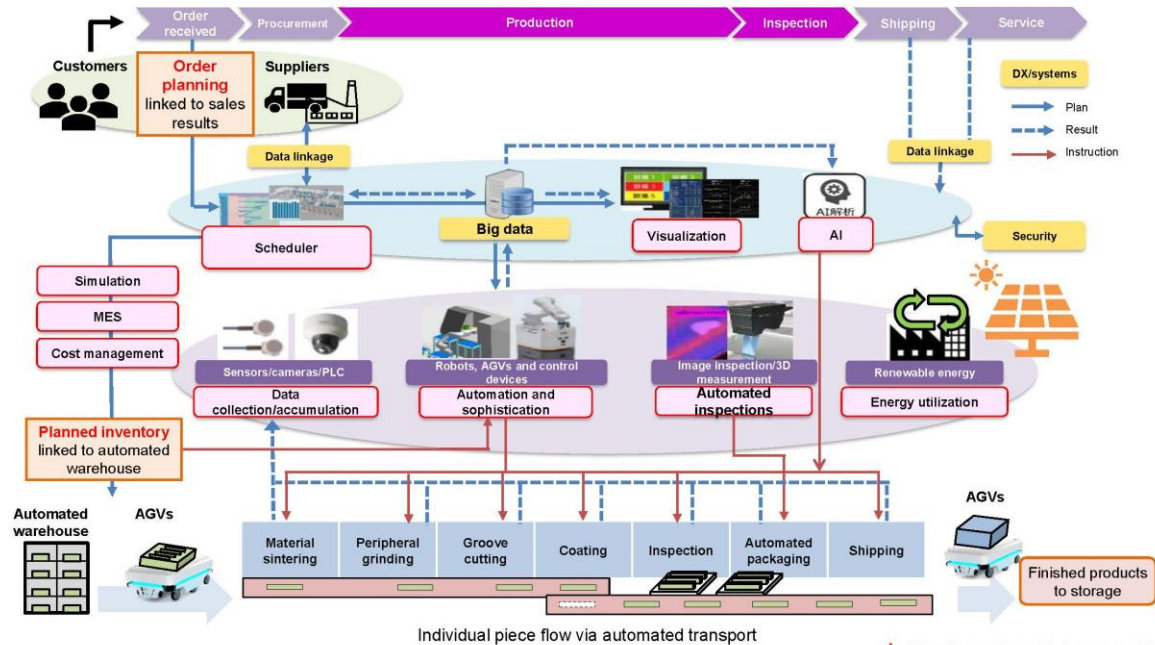 Order
received
Procurement
Production
Inspection
Shipping
Service
Customers
Order
planning
linked to sales
results
Suppliers
DX/systems
Plan
Result
Instruction
Data linkage
Data linkage
AI解析
Scheduler
Big data
Visualization
AI
Security
Simulation
MES
Cost management
Sensors/cameras/PLC
Data
collection/accumulation
Robots, AGVs and control
devices
Automation and
sophistication
Image inspection/3D
measurement
Automated
inspections
Renewable energy
Energy utilization
Planned inventory
linked to automated
warehouse
Automated
warehouse
AGVs
Material
sintering
Peripheral
grinding
Groove
cutting
Coating
Inspection
Automated
packaging
Shipping
AGVs
Finished products
to storage
Individual piece flow via automated transport